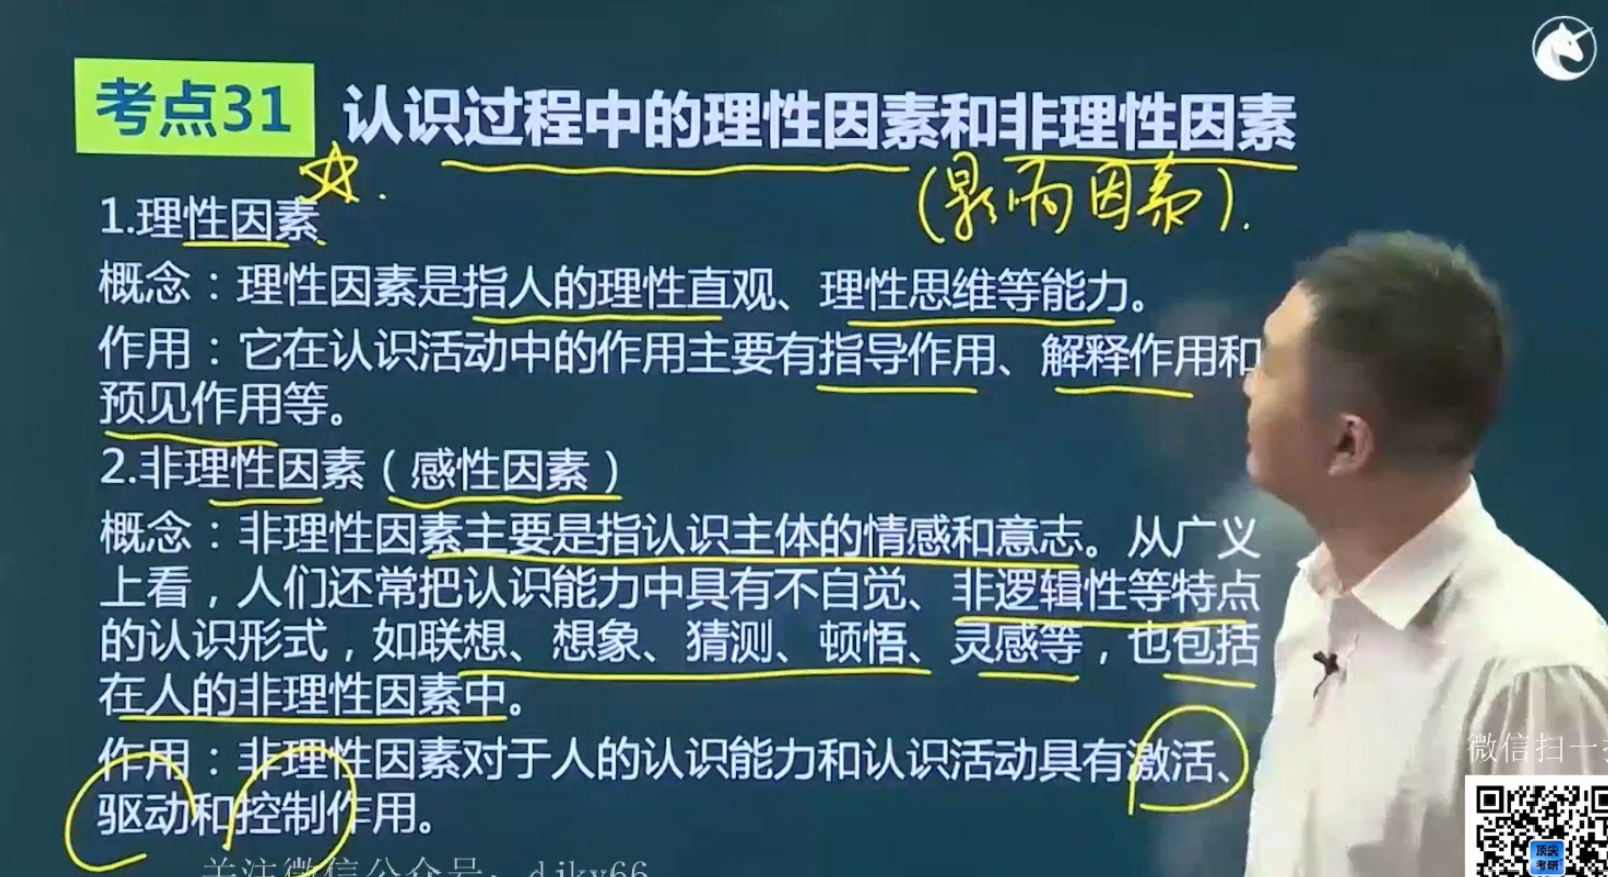 考点31 认识过程中的理性因素和非理性因素
(影响因素).
1.理性因素
概念：理性因素是指人的理性直观、理性思维等能力。
作用：它在认识活动中的作用主要有指导作用、解释作用和
预见作用等。
2.非理性因素（感性因素）
概念：非理性因素主要是指认识主体的情感和意志。从广义
上看，人们还常把认识能力中具有不自觉、非逻辑性等特点
的认识形式，如联想、想象、猜测、顿悟、灵感等，也包括
在人的非理性因素中。
作用：非理性因素对于人的认识能力和认识活动具有激活、
驱动和控制作用。
微信扫一
顶尖
考研
关注微信公众号：djky66